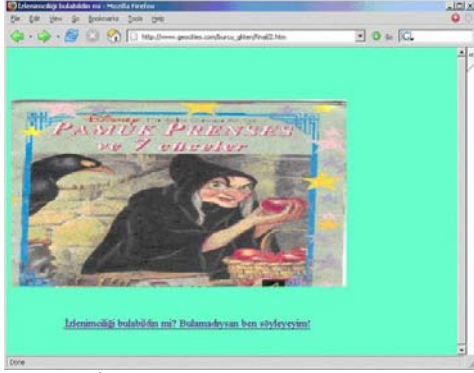 İzlenimciliği bulabildin mi - Mozilla Firefox
File Edit View Go Bookmarks Tools Help
Go
Disney
PAMUK PRENSES
ve 7 cüceler
İzlenimciliği bulabildin mi? Bulamadıysan ben söyleyeyim!
Done